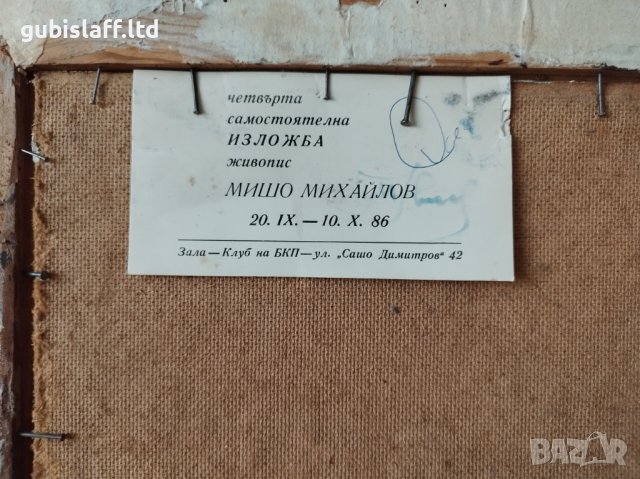 gubislaff.ltd
четвърта
самостоятелна
ИЗЛОЖБА
живопис
МИШО МИХАЙЛОВ
20. IX. — 10. X. 86
Зала — Клуб на БКП — ул. „Сашо Димитров“ 42
BAZAR